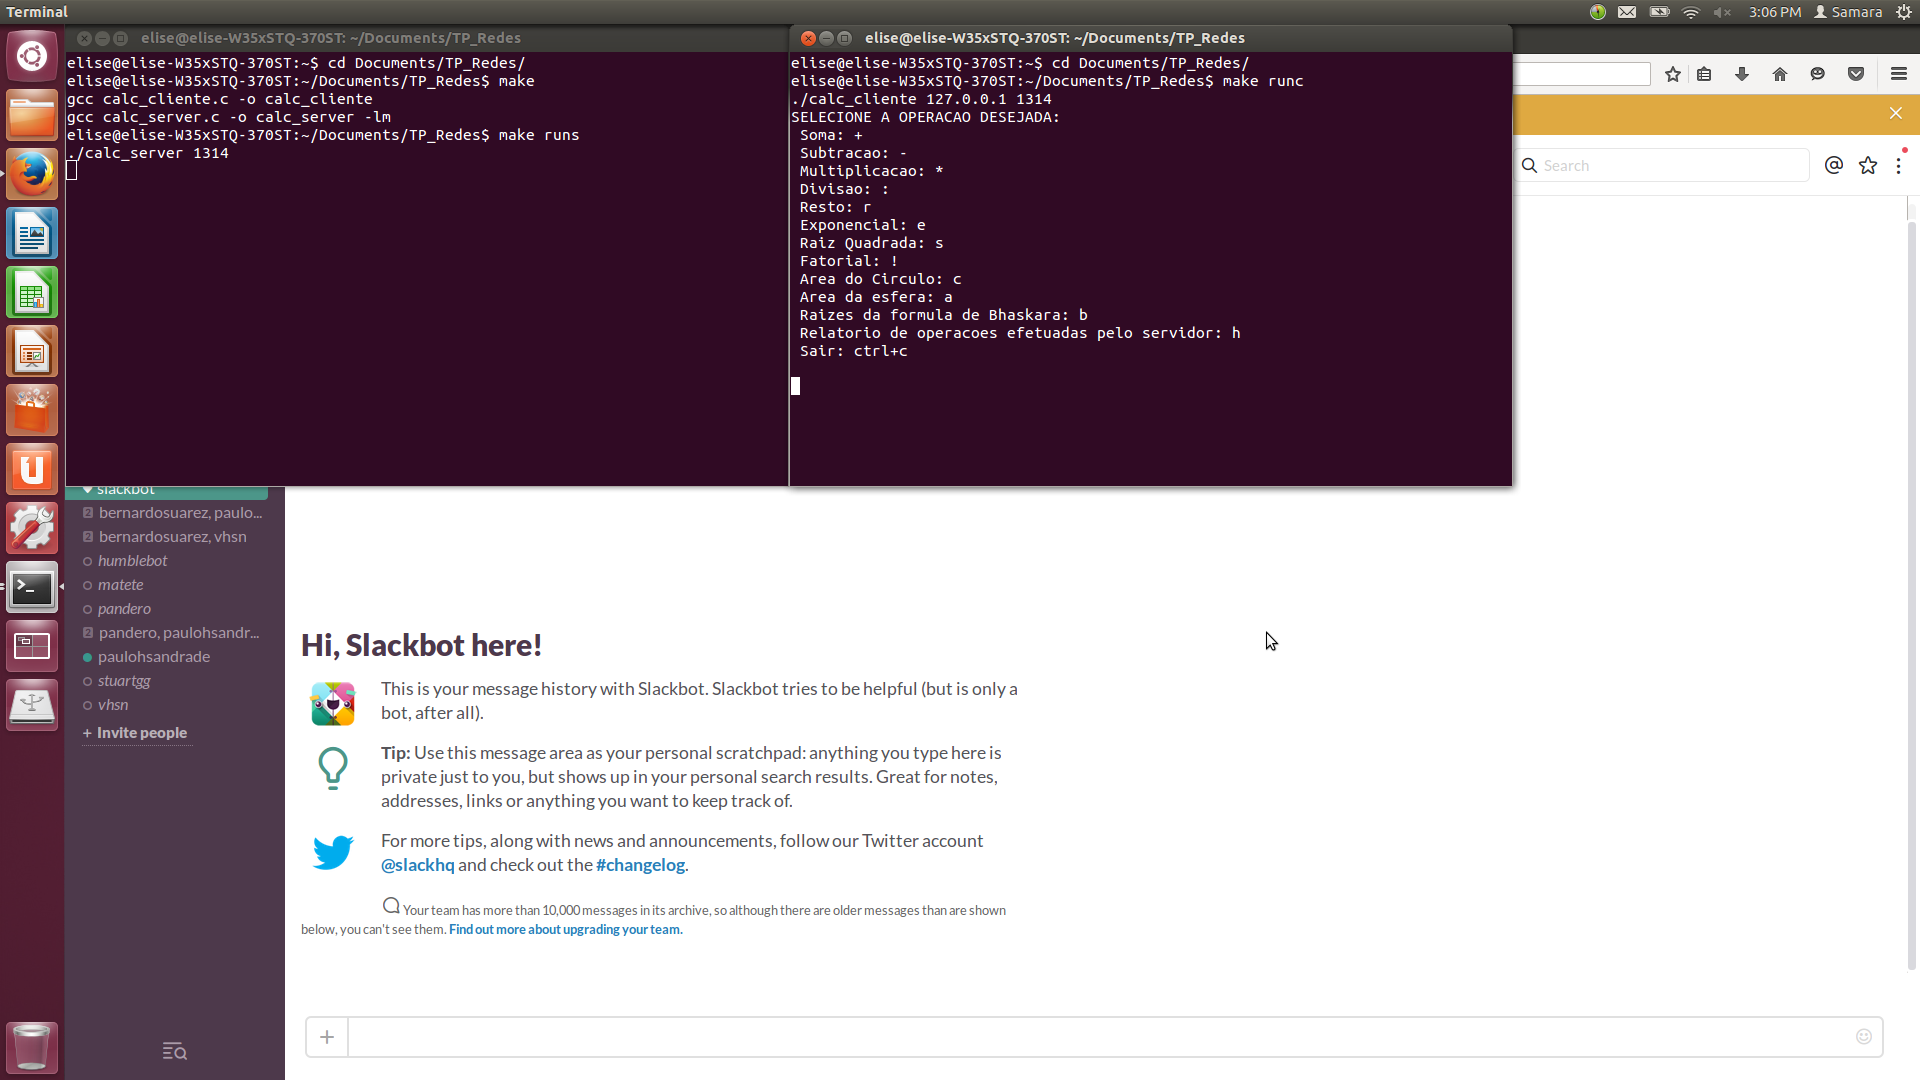 Terminal
3:06 PM
Samara
elise@elise-W35xSTQ-370ST: ~/Documents/TP_Redes
elise@elise-W35xSTQ-370ST:~$ cd Documents/TP_Redes/
elise@elise-W35xSTQ-370ST:~/Documents/TP_Redes$ make
gcc calc_cliente.c -o calc_cliente
gcc calc_server.c -o calc_server -lm
elise@elise-W35xSTQ-370ST:~/Documents/TP_Redes$ make runs
./calc_server 1314
elise@elise-W35xSTQ-370ST: ~/Documents/TP_Redes
elise@elise-W35xSTQ-370ST:~$ cd Documents/TP_Redes/
elise@elise-W35xSTQ-370ST:~/Documents/TP_Redes$ make runc
./calc_cliente 127.0.0.1 1314
SELECIONE A OPERACAO DESEJADA:
Soma: +
Subtracao: -
Multiplicacao: *
Divisao: :
Resto: r
Exponencial: e
Raiz Quadrada: s
Fatorial: !
Area do Circulo: c
Area da esfera: a
Raizes da formula de Bhaskara: b
Relatorio de operacoes efetuadas pelo servidor: h
Sair: ctrl+c
Search
slackbot
2 bernardosuarez, paulo...
2 bernardosuarez, vhsn
humblebot
matete
pandero
2 pandero, paulohsandr...
paulohsandrade
stuartgg
vhsn
+ Invite people
Hi, Slackbot here!
This is your message history with Slackbot. Slackbot tries to be helpful (but is only a
bot, after all).
Tip: Use this message area as your personal scratchpad: anything you type here is
private just to you, but shows up in your personal search results. Great for notes,
addresses, links or anything you want to keep track of.
For more tips, along with news and announcements, follow our Twitter account
@slackhq and check out the #changelog.
Your team has more than 10,000 messages in its archive, so although there are older messages than are shown
below, you can't see them. Find out more about upgrading your team.